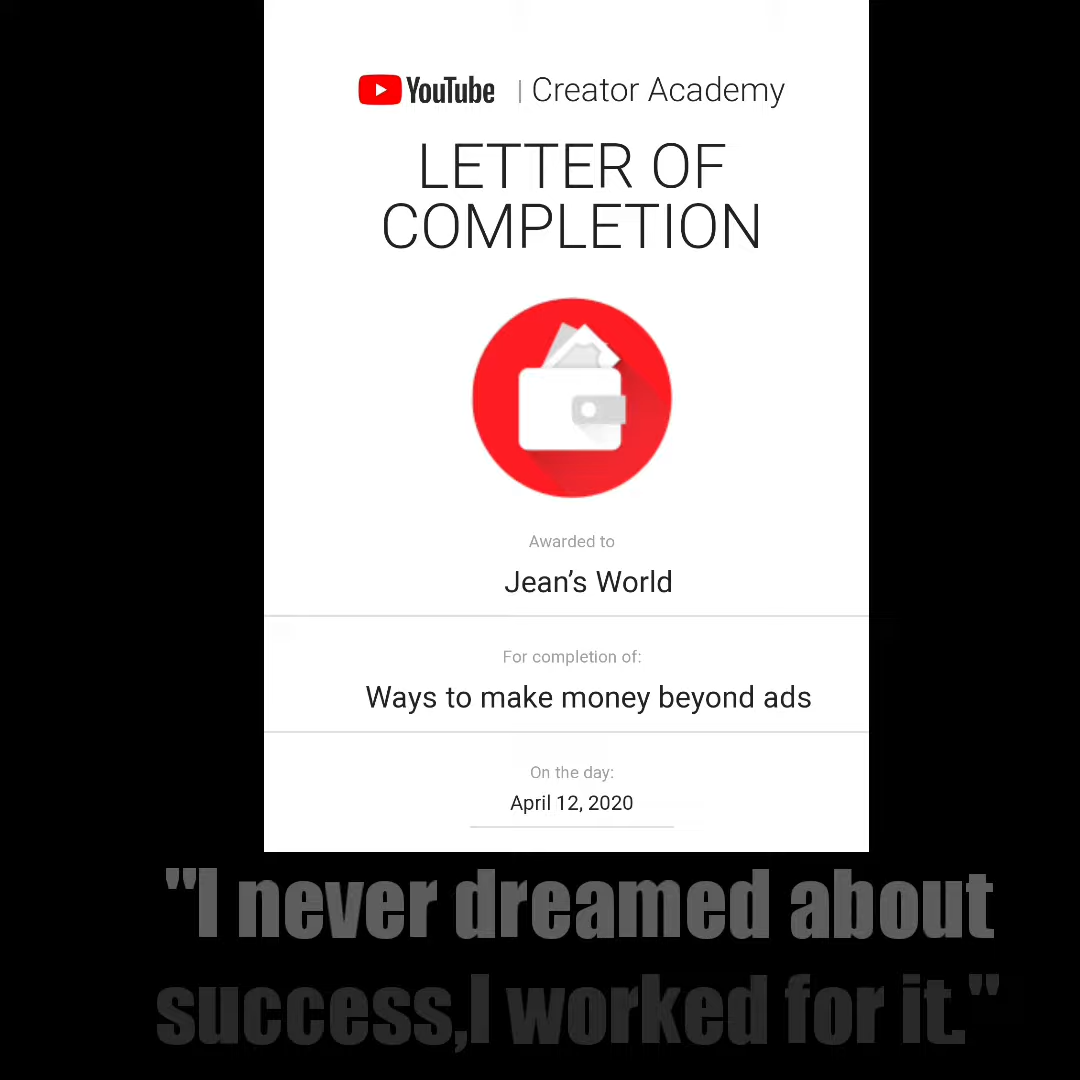 YouTube | Creator Academy
LETTER OF
COMPLETION
Awarded to
Jean’s World
For completion of:
Ways to make money beyond ads
On the day:
April 12, 2020
"I never dreamed about
success,I worked for it."